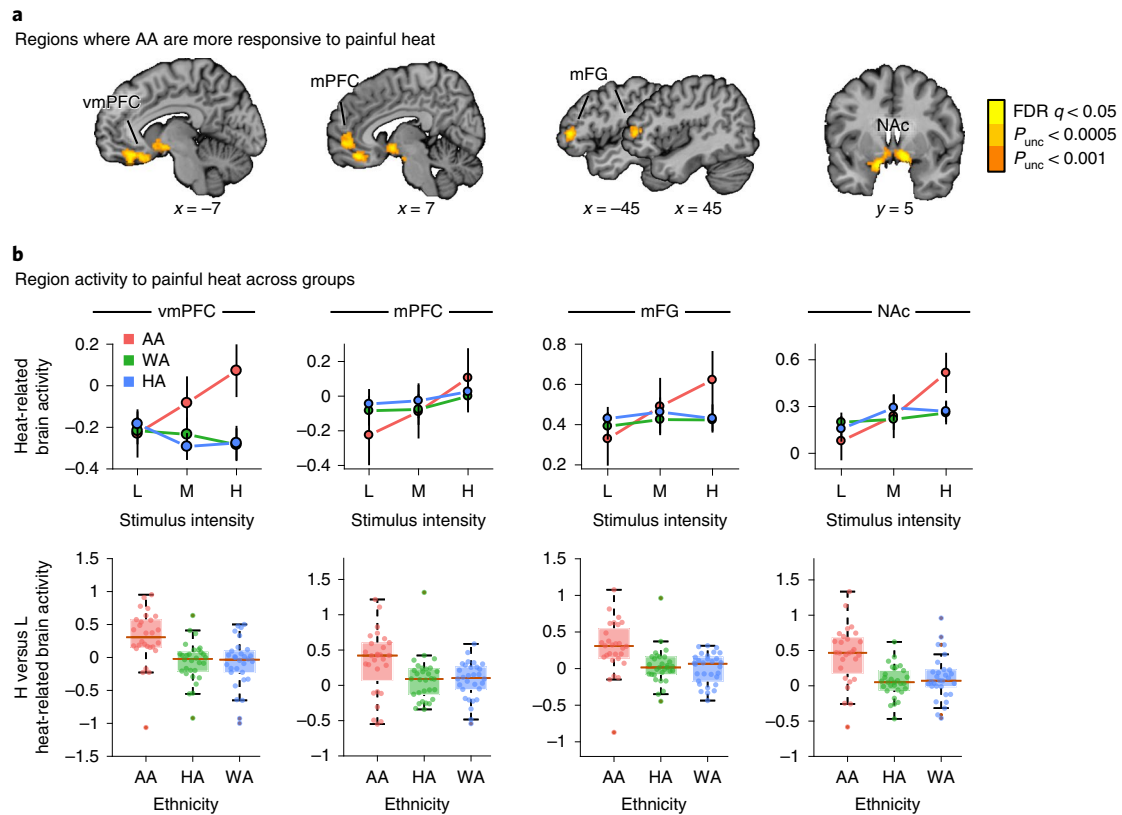 a
Regions where AA are more responsive to painful heat
vmPFC
mPFC
mFG
NAc
FDR q < 0.05
Punc < 0.0005
Punc < 0.001
x = –7
x = 7
x = –45
x = 45
y = 5
b
Region activity to painful heat across groups
vmPFC
mPFC
mFG
NAc
Heat-related
brain activity
AA
WA
HA
0.2
0
–0.2
–0.4
L M H
Stimulus intensity
0.2
0
–0.2
–0.4
L M H
Stimulus intensity
0.8
0.6
0.4
0.2
L M H
Stimulus intensity
0.6
0.3
0
L M H
Stimulus intensity
H versus L
heat-related brain activity
1.5
1
0.5
0
–0.5
–1
–1.5
AA HA WA
Ethnicity
1.5
1.0
0.5
0
–0.5
–1
AA HA WA
Ethnicity
1.5
1.0
0.5
0
–0.5
–1
AA HA WA
Ethnicity
1.5
1.0
0.5
0
–0.5
–1
AA HA WA
Ethnicity